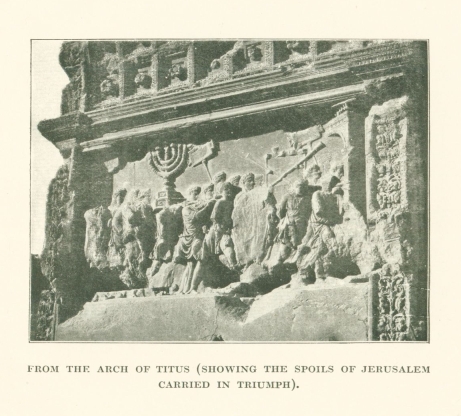 FROM THE ARCH OF TITUS (SHOWING THE SPOILS OF JERUSALEM
CARRIED IN TRIUMPH).